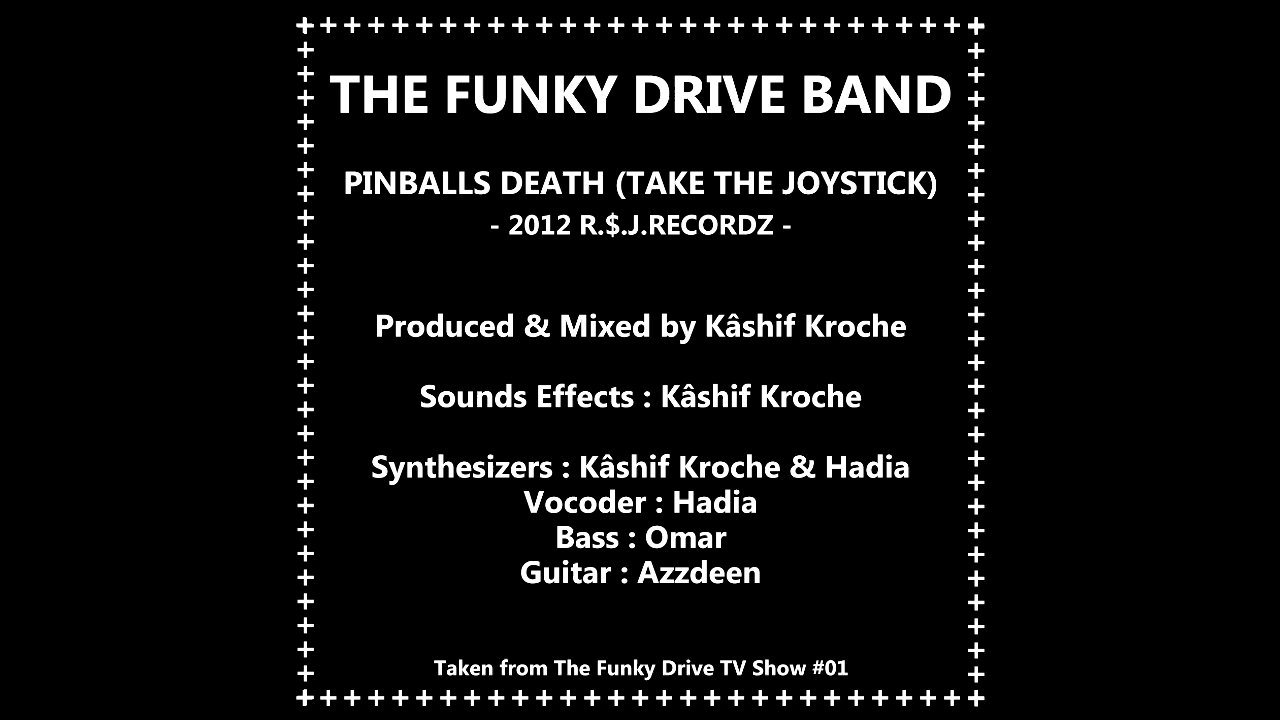 THE FUNKY DRIVE BAND
PINBALLS DEATH (TAKE THE JOYSTICK)
- 2012 R.$.J.RECORDZ -
Produced & Mixed by Kâshif Kroche
Sounds Effects : Kâshif Kroche
Synthesizers : Kâshif Kroche & Hadia
Vocoder : Hadia
Bass : Omar
Guitar : Azzdeen
Taken from The Funky Drive TV Show #01